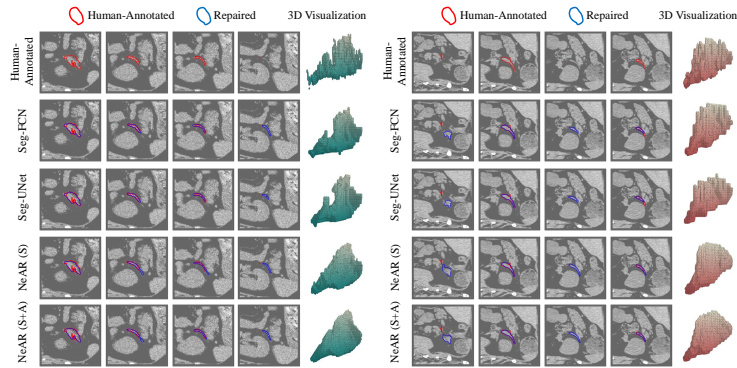 Human-Annotated Repaired 3D Visualization
Human-
Annotated
Seg-FCN
Seg-UNet
NeAR (S)
NeAR (S+A)
Human-Annotated Repaired 3D Visualization
Human-
Annotated
Seg-FCN
Seg-UNet
NeAR (S)
NeAR (S+A)